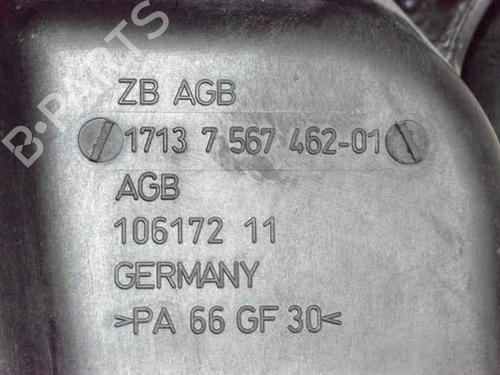 B-PARTS
ZB AGB
1713 7 567 462-01
AGB
106172 11
GERMANY
>PA 66 GF 30<